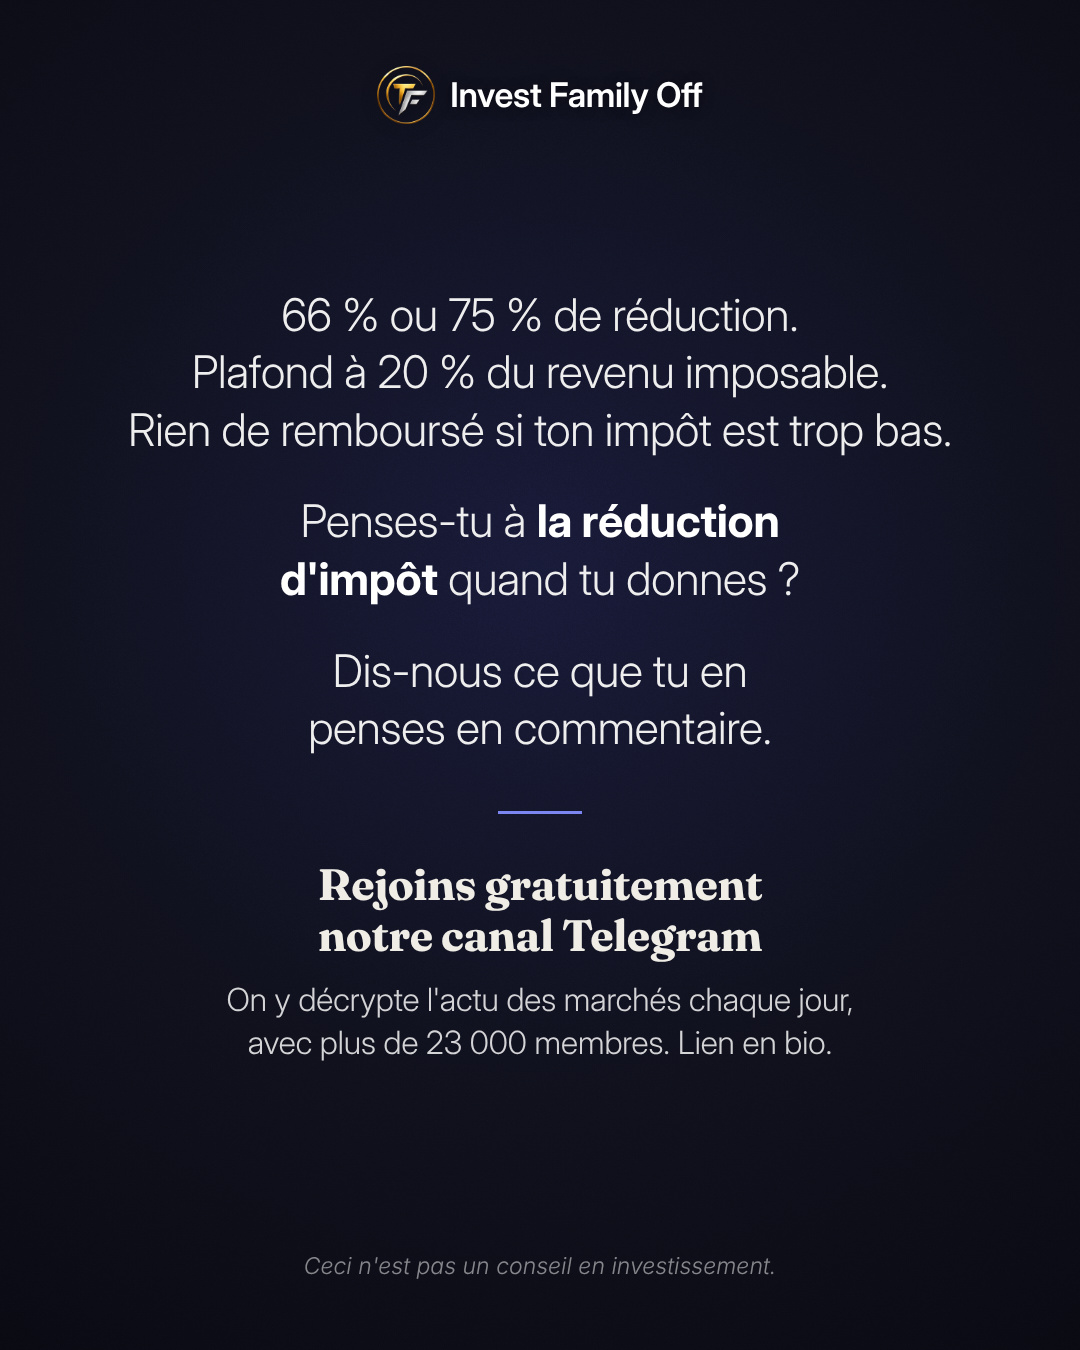 TF Invest Family Off
66 % ou 75 % de réduction.
Plafond à 20 % du revenu imposable.
Rien de remboursé si ton impôt est trop bas.
Penses-tu à la réduction
d'impôt quand tu donnes ?
Dis-nous ce que tu en
penses en commentaire.
Rejoins gratuitement
notre canal Telegram
On y décrypte l'actu des marchés chaque jour,
avec plus de 23 000 membres. Lien en bio.
Ceci n'est pas un conseil en investissement.